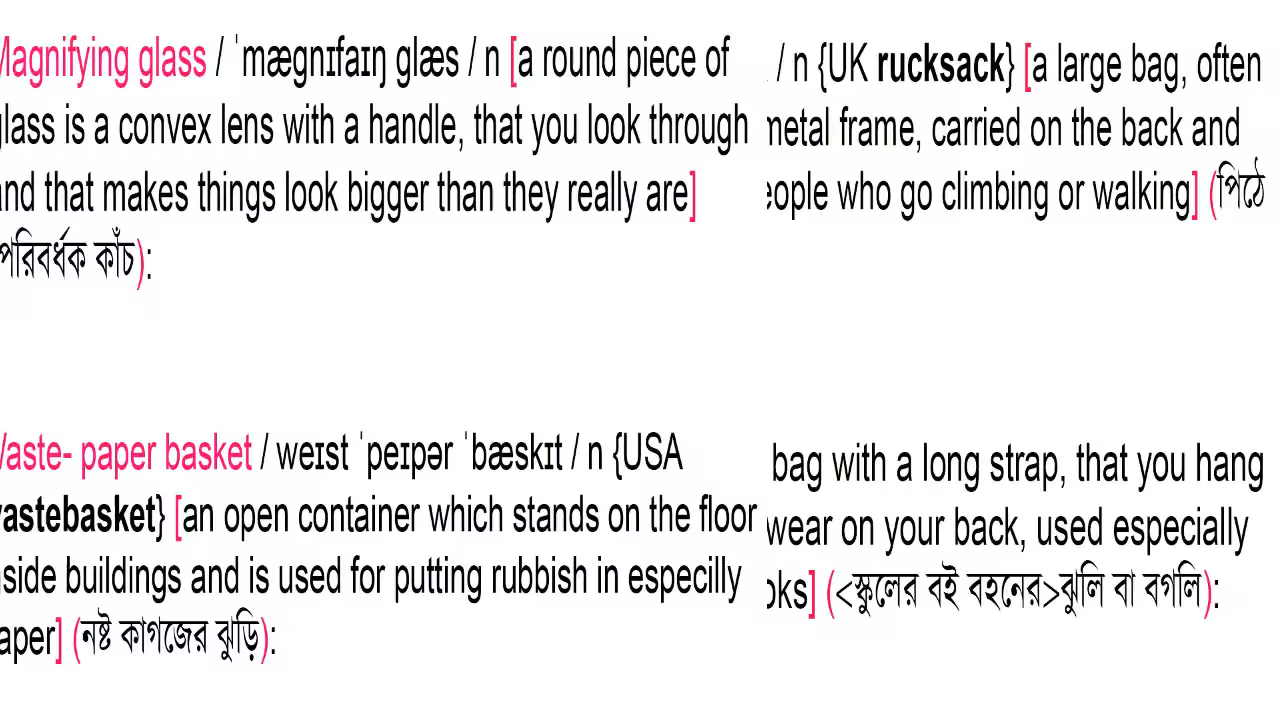 Magnifying glass / ˈmægnɪfaɪŋ glæs / n [a round piece of
glass is a convex lens with a handle, that you look through
and that makes things look bigger than they really are]
পরিবর্ধক কাঁচ):
/ n {UK rucksack} [a large bag, often
metal frame, carried on the back and
people who go climbing or walking] (পিঠে
Waste- paper basket / weɪst ˈpeɪpər ˈbæskɪt / n {USA
wastebasket} [an open container which stands on the floor
inside buildings and is used for putting rubbish in especilly
paper] (নষ্ট কাগজের ঝুড়ি):
bag with a long strap, that you hang
wear on your back, used especially
(<স্কুলের বই বহনের>ঝুলি বা বগলি):